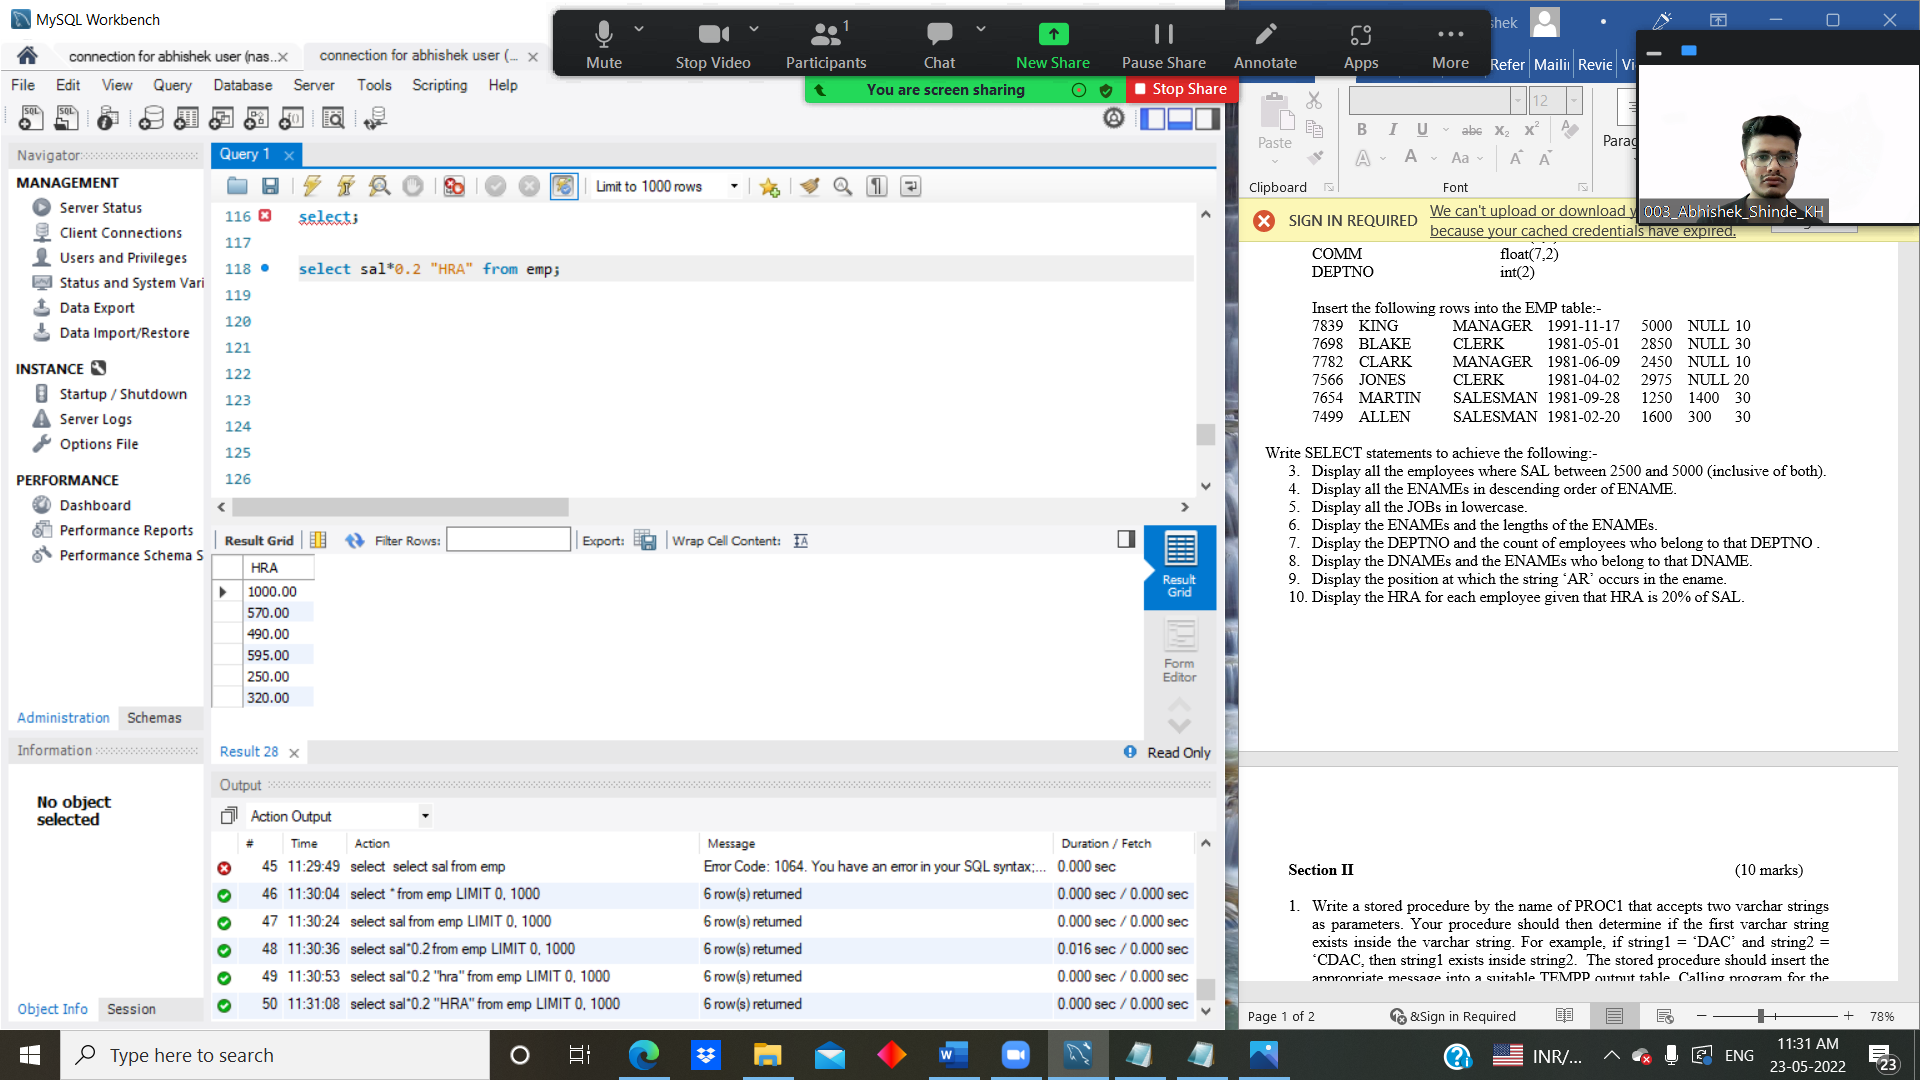 MySQL Workbench
connection for abhishek user (nas...
connection for abhishek user (...
File Edit View Query Database Server Tools Scripting Help
Mute
Stop Video
1
Participants
Chat
New Share
Pause Share
Annotate
Apps
More
You are screen sharing
Stop Share
Navigator
MANAGEMENT
Server Status
Client Connections
Users and Privileges
Status and System Vari
Data Export
Data Import/Restore
INSTANCE
Startup / Shutdown
Server Logs
Options File
PERFORMANCE
Dashboard
Performance Reports
Performance Schema S
Administration Schemas
Information
No object
selected
Object Info Session
Query 1
Limit to 1000 rows
116 select;
117
118 select sal*0.2 "HRA" from emp;
119
120
121
122
123
124
125
126
Result Grid Filter Rows: Export: Wrap Cell Content:
HRA
1000.00
570.00
490.00
595.00
250.00
320.00
Result
Grid
Form
Editor
Result 28
Read Only
Output
Action Output
# Time Action Message Duration / Fetch
45 11:29:49 select select sal from emp Error Code: 1064. You have an error in your SQL syntax;... 0.000 sec
46 11:30:04 select * from emp LIMIT 0, 1000 6 row(s) returned 0.000 sec / 0.000 sec
47 11:30:24 select sal from emp LIMIT 0, 1000 6 row(s) returned 0.000 sec / 0.000 sec
48 11:30:36 select sal*0.2 from emp LIMIT 0, 1000 6 row(s) returned 0.016 sec / 0.000 sec
49 11:30:53 select sal*0.2 "hra" from emp LIMIT 0, 1000 6 row(s) returned 0.000 sec / 0.000 sec
50 11:31:08 select sal*0.2 "HRA" from emp LIMIT 0, 1000 6 row(s) returned 0.000 sec / 0.000 sec
hek
Refer Mailin Revie Vi
12
Paste
B I U abc x2 x2
A A Aa A A
Parag
Clipboard
Font
003_Abhishek_Shinde_KH
SIGN IN REQUIRED
We can't upload or download y
because your cached credentials have expired.
COMM float(7,2)
DEPTNO int(2)
Insert the following rows into the EMP table:-
7839 KING MANAGER 1991-11-17 5000 NULL 10
7698 BLAKE CLERK 1981-05-01 2850 NULL 30
7782 CLARK MANAGER 1981-06-09 2450 NULL 10
7566 JONES CLERK 1981-04-02 2975 NULL 20
7654 MARTIN SALESMAN 1981-09-28 1250 1400 30
7499 ALLEN SALESMAN 1981-02-20 1600 300 30
Write SELECT statements to achieve the following:-
3. Display all the employees where SAL between 2500 and 5000 (inclusive of both).
4. Display all the ENAMEs in descending order of ENAME.
5. Display all the JOBs in lowercase.
6. Display the ENAMEs and the lengths of the ENAMEs.
7. Display the DEPTNO and the count of employees who belong to that DEPTNO .
8. Display the DNAMEs and the ENAMEs who belong to that DNAME.
9. Display the position at which the string ‘AR’ occurs in the ename.
10. Display the HRA for each employee given that HRA is 20% of SAL.
Section II (10 marks)
1. Write a stored procedure by the name of PROC1 that accepts two varchar strings
as parameters. Your procedure should then determine if the first varchar string
exists inside the varchar string. For example, if string1 = ‘DAC’ and string2 =
‘CDAC, then string1 exists inside string2. The stored procedure should insert the
appropriate message into a suitable TEMPP output table. Calling program for the
Page 1 of 2
&Sign in Required
78%
Type here to search
INR/...
ENG
11:31 AM
23-05-2022
23